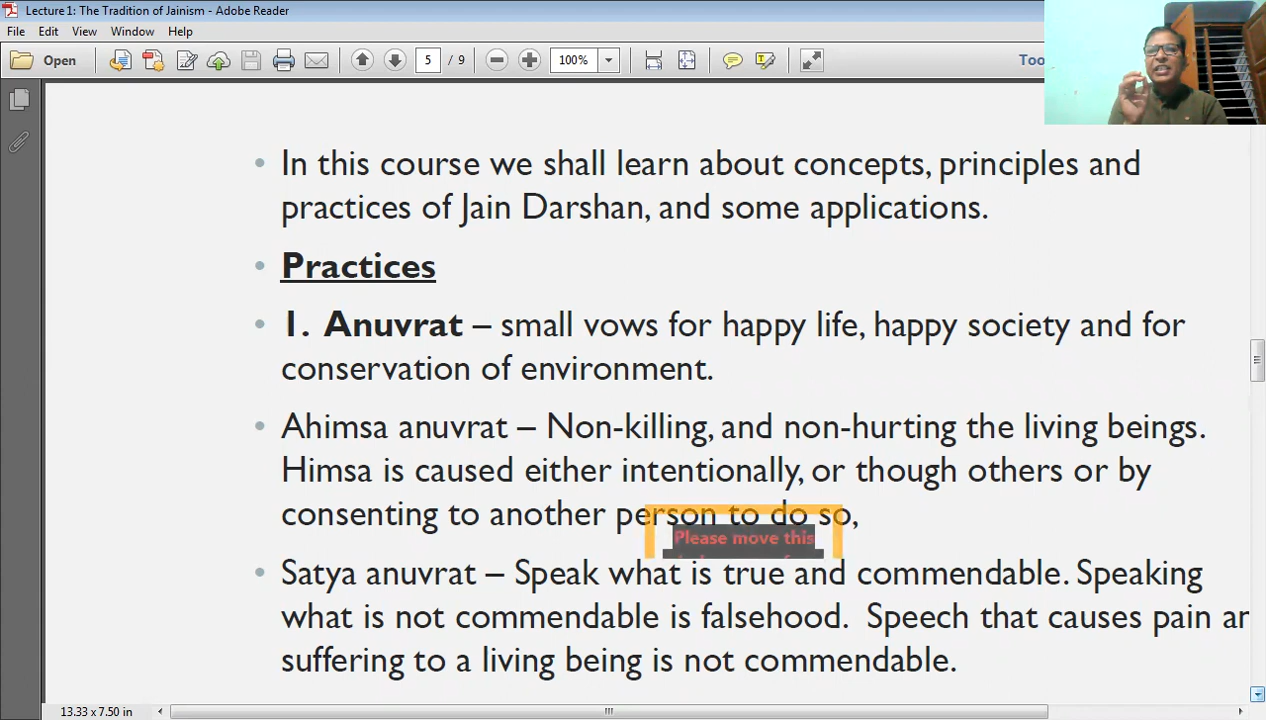 Lecture 1: The Tradition of Jainism - Adobe Reader
File Edit View Window Help
Open 5 / 9 100% Too
• In this course we shall learn about concepts, principles and
practices of Jain Darshan, and some applications.
• Practices
• 1. Anuvrat – small vows for happy life, happy society and for
conservation of environment.
• Ahimsa anuvrat – Non-killing, and non-hurting the living beings.
Himsa is caused either intentionally, or though others or by
consenting to another person to do so,
Please move this
• Satya anuvrat – Speak what is true and commendable. Speaking
what is not commendable is falsehood. Speech that causes pain an
suffering to a living being is not commendable.
13.33 x 7.50 in